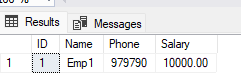 Results Messages
ID Name Phone Salary
1 1 Emp1 979790 10000.00